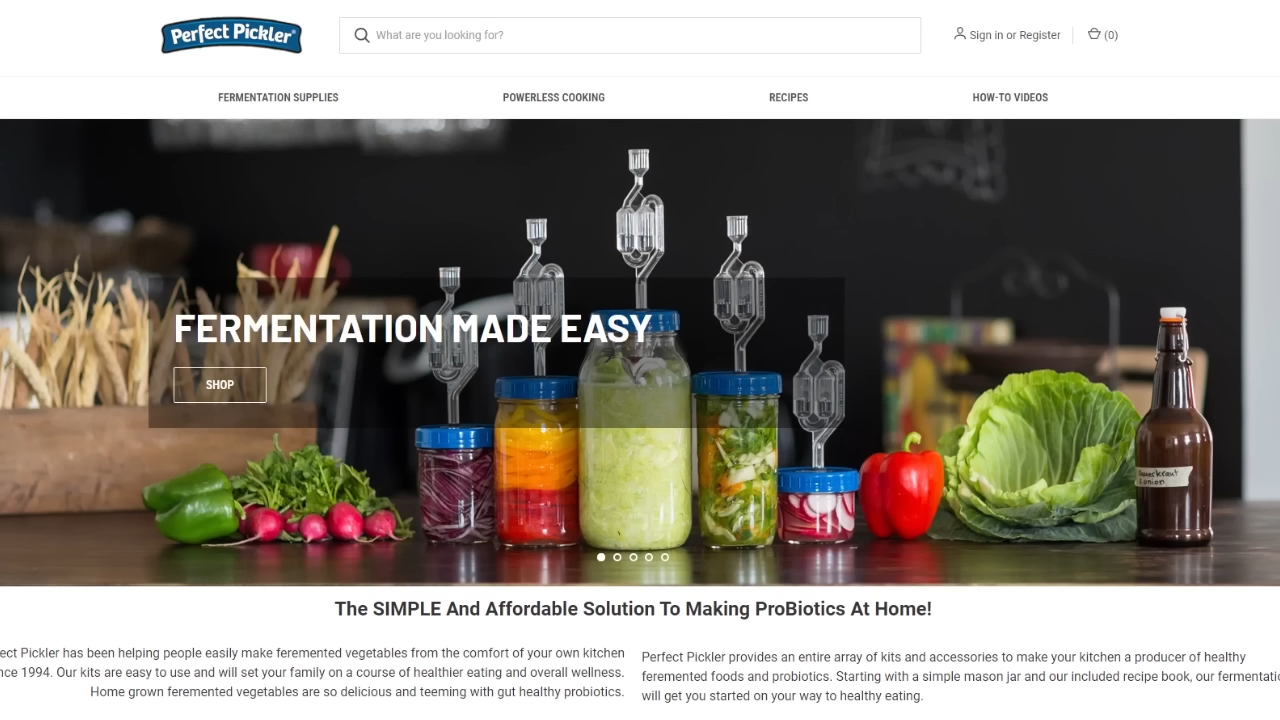 Perfect Pickler
What are you looking for?
Sign in or Register
(0)
FERMENTATION SUPPLIES
POWERLESS COOKING
RECIPES
HOW-TO VIDEOS
FERMENTATION MADE EASY
SHOP
The SIMPLE And Affordable Solution To Making ProBiotics At Home!
ect Pickler has been helping people easily make feremented vegetables from the comfort of your own kitchen
nce 1994. Our kits are easy to use and will set your family on a course of healthier eating and overall wellness.
Home grown feremented vegetables are so delicious and teeming with gut healthy probiotics.
Perfect Pickler provides an entire array of kits and accessories to make your kitchen a producer of healthy
feremented foods and probiotics. Starting with a simple mason jar and our included recipe book, our fermentatio
will get you started on your way to healthy eating.